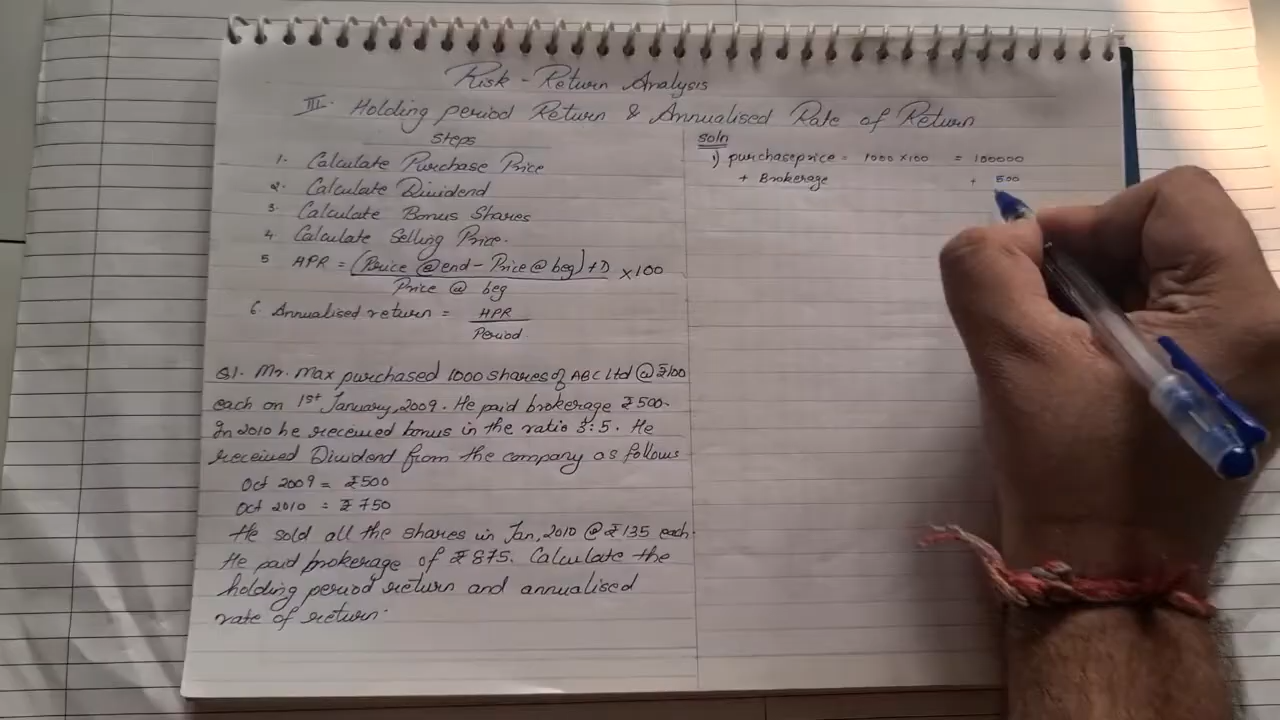 Risk - Return Analysis
III. Holding period Return & Annualised Rate of Return
Steps
1. Calculate Purchase Price
2. Calculate Dividend
3. Calculate Bonus Shares
4. Calculate Selling Price.
5 HPR = (Price @ end - Price @ beg) + D × 100
Price @ beg
6. Annualised return = HPR
Period.
Q1. Mr. Max purchased 1000 shares of ABC Ltd @ ₹100
each on 1st January, 2009. He paid brokerage ₹500.
In 2010 he received bonus in the ratio 3:5. He
received Dividend from the company as follows
Oct 2009 = ₹500
Oct 2010 = ₹750
He sold all the shares in Jan, 2010 @ ₹135 each.
He paid brokerage of ₹875. Calculate the
holding period return and annualised
rate of return.
Soln
1) purchase price = 1000 × 100 = 100000
+ Brokerage + 500